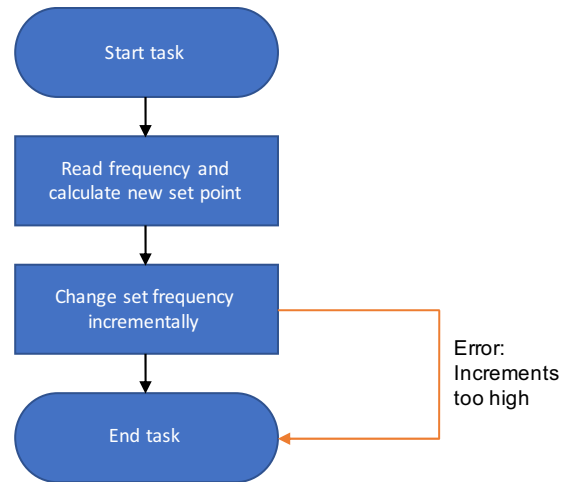 Start task
Read frequency and
calculate new set point
Change set frequency
incrementally
Error:
Increments
too high
End task